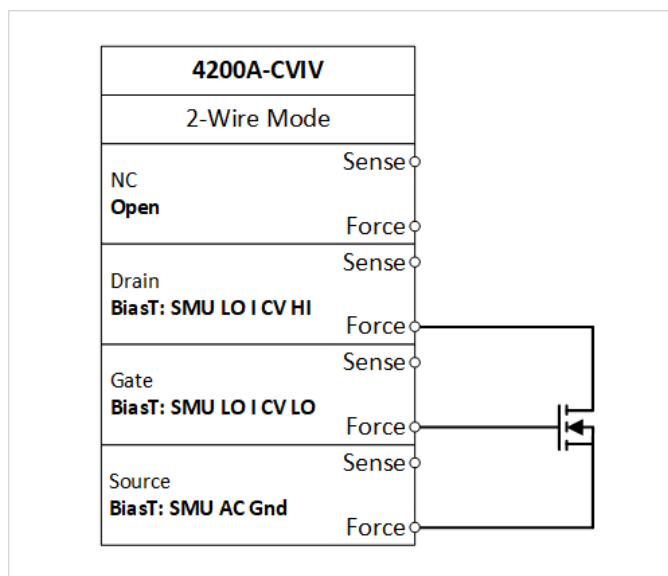 4200A-CVIV
2-Wire Mode
Sense
NC
Open
Force
Sense
Drain
BiasT: SMU LO I CV HI
Force
Sense
Gate
BiasT: SMU LO I CV LO
Force
Sense
Source
BiasT: SMU AC Gnd
Force